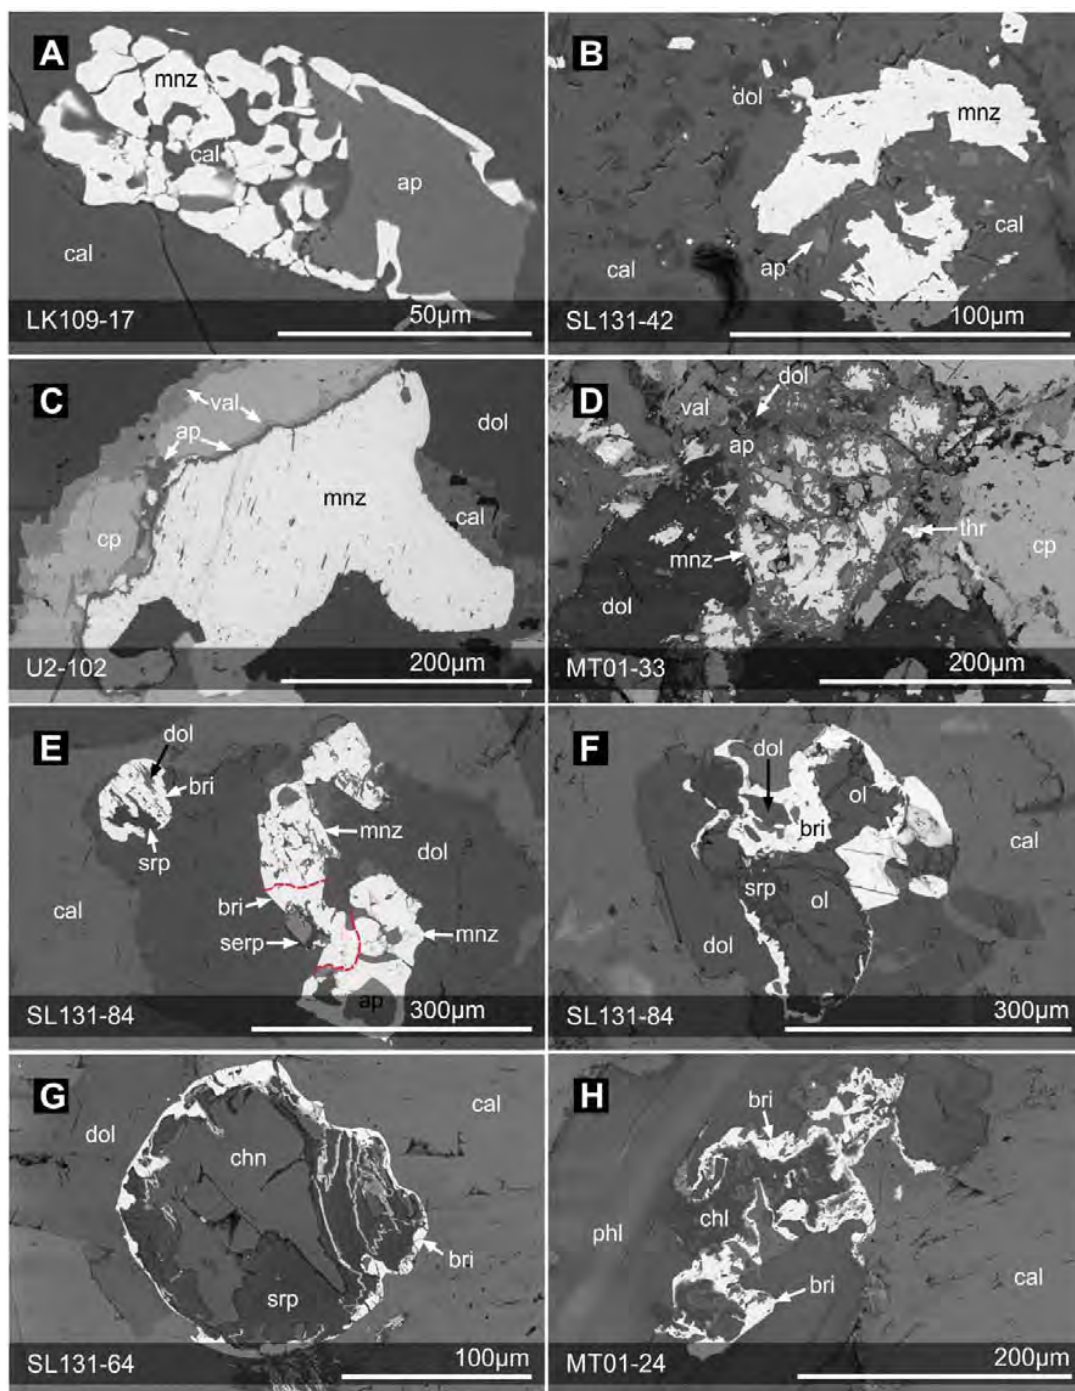 A
mnz
cal
ap
cal
LK109-17
50µm
B
dol
mnz
cal
ap
cal
SL131-42
100µm
C
val
ap
dol
mnz
cal
cp
U2-102
200µm
D
dol
val
ap
thr
mnz
cp
dol
MT01-33
200µm
E
dol
bri
mnz
srp
dol
bri
cal
serp
mnz
ap
SL131-84
300µm
F
dol
ol
bri
cal
srp
ol
dol
SL131-84
300µm
G
cal
dol
chn
bri
srp
SL131-64
100µm
H
bri
chl
phl
cal
bri
MT01-24
200µm